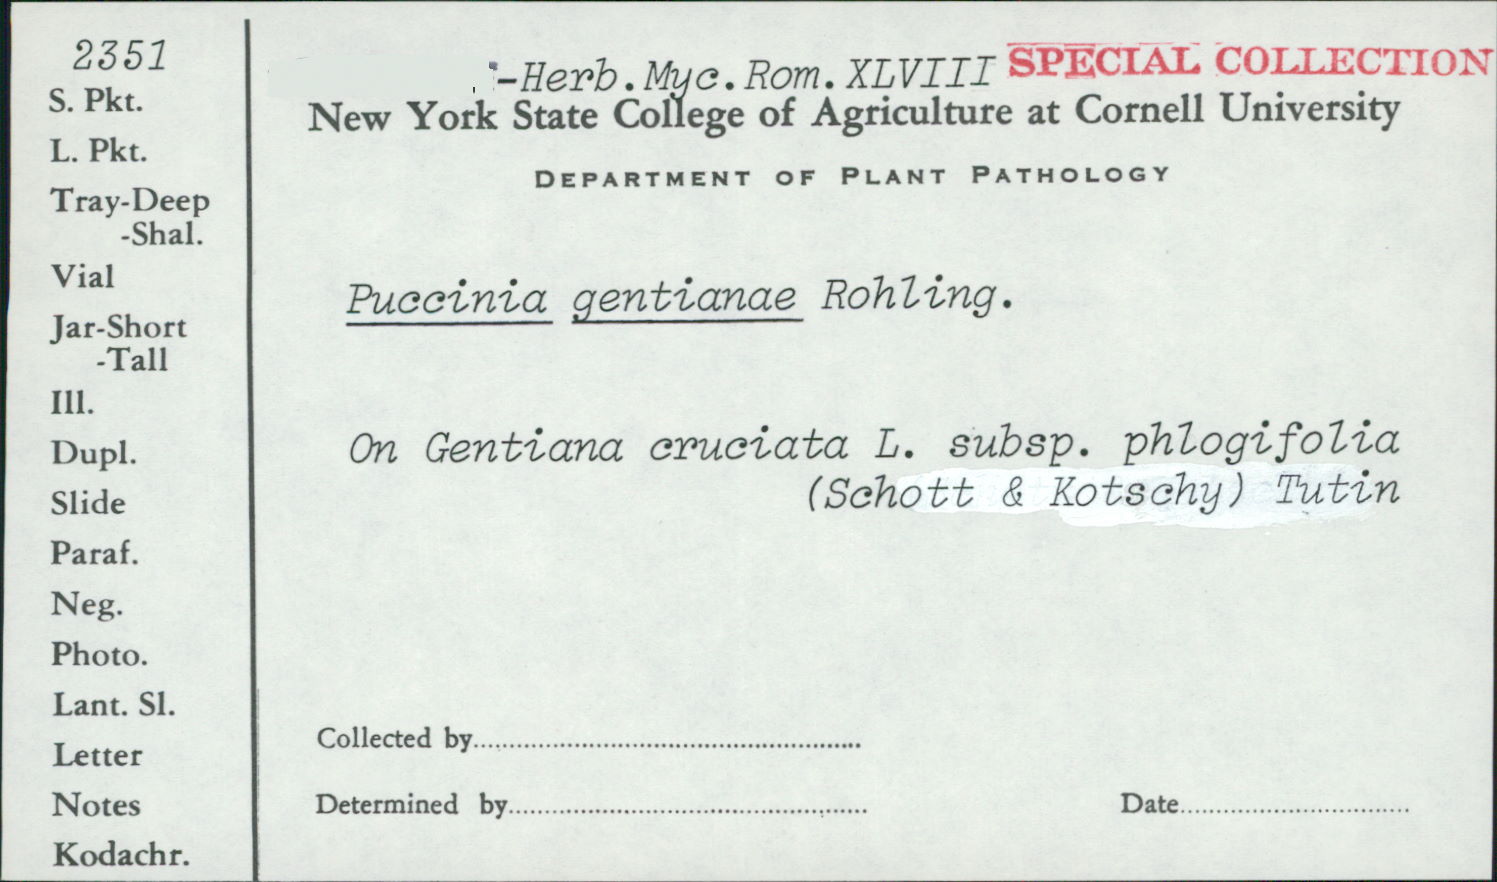 2351
S. Pkt.
L. Pkt.
Tray-Deep
-Shal.
Vial
Jar-Short
-Tall
Ill.
Dupl.
Slide
Paraf.
Neg.
Photo.
Lant. Sl.
Letter
Notes
Kodachr.
-Herb.Myc.Rom.XLVIII SPECIAL COLLECTION
New York State College of Agriculture at Cornell University
DEPARTMENT OF PLANT PATHOLOGY
Puccinia gentianae Rohling.
On Gentiana cruciata L. subsp. phlogifolia
(Schott & Kotschy) Tutin
Collected by
Determined by
Date